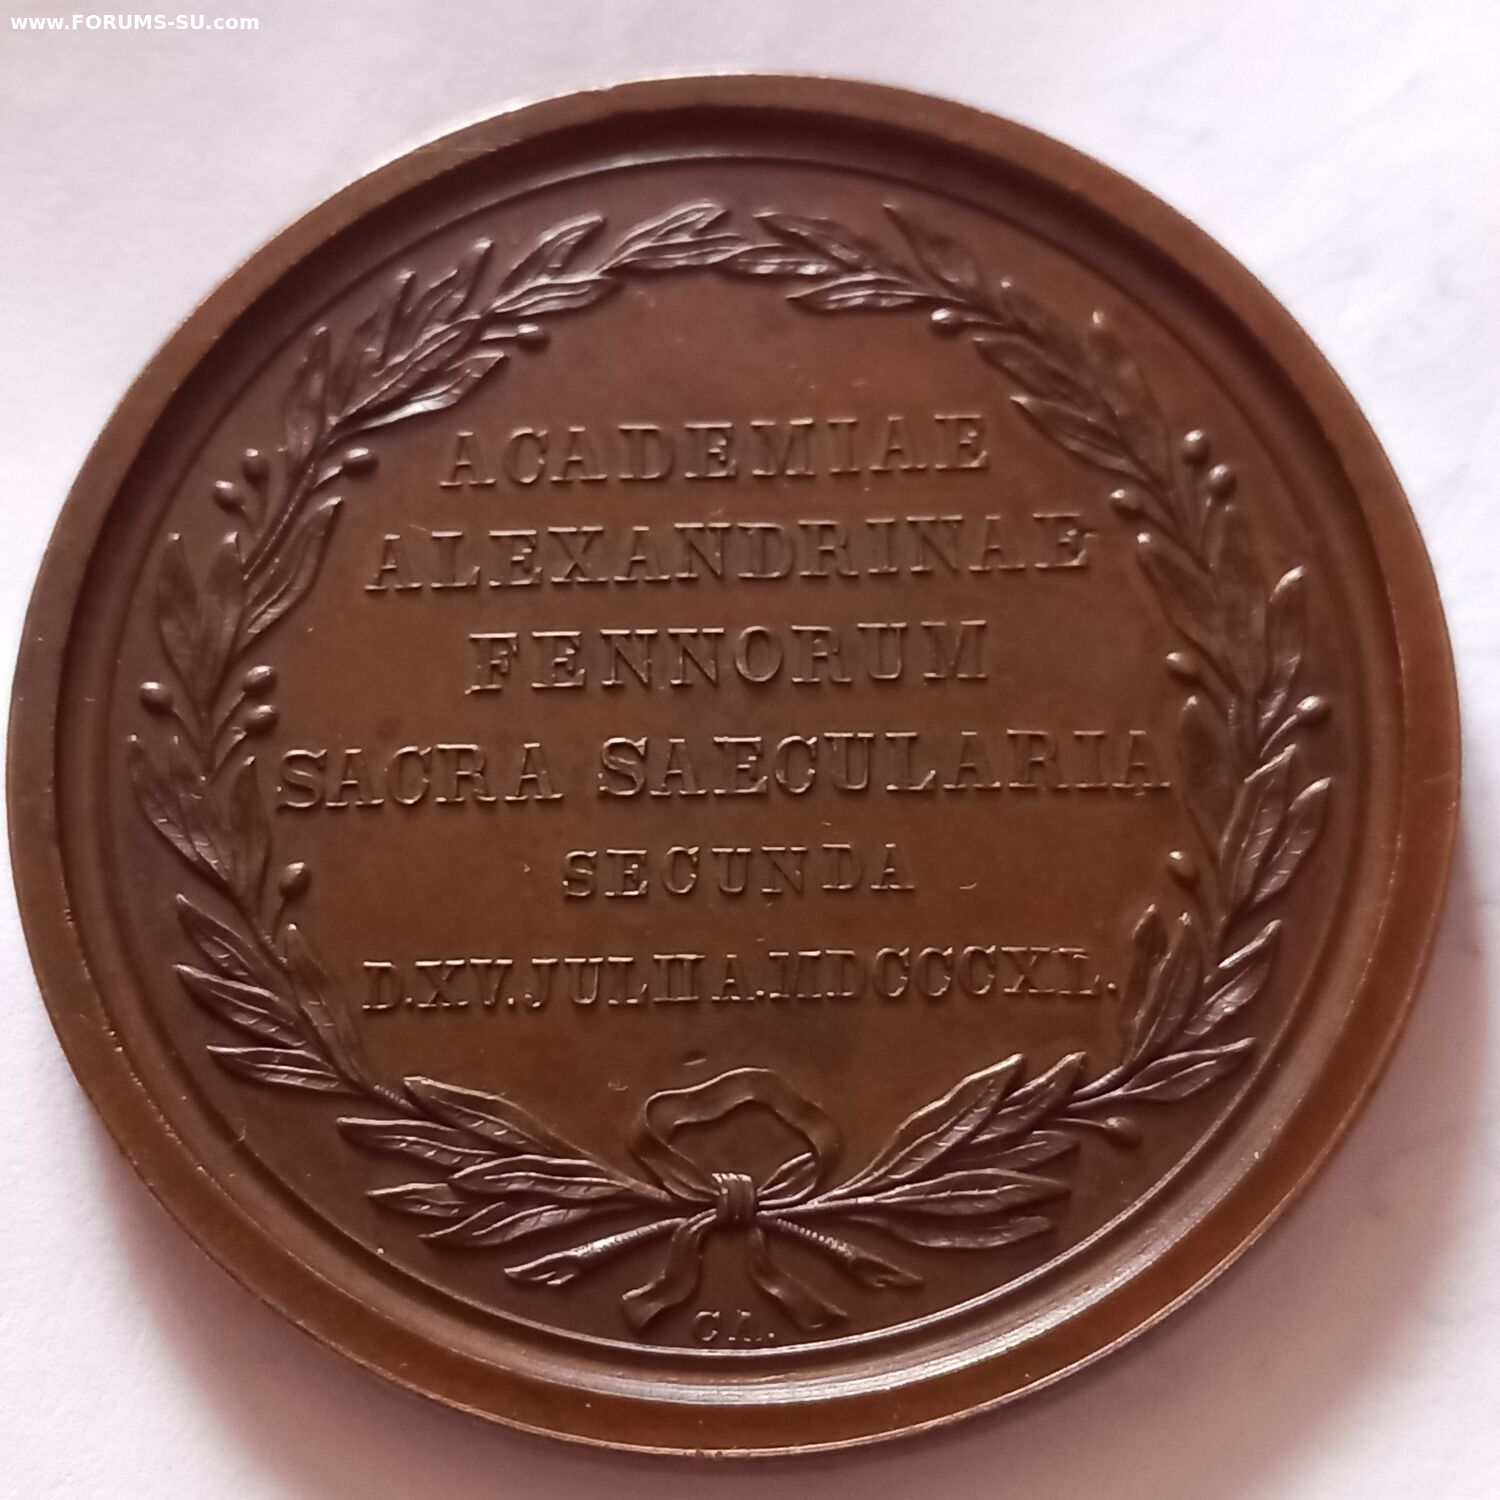 www.FORUMS-SU.com
ACADEMIAE
ALEXANDRINAE
FENNORUM
SACRA SAECULARIA
SECUNDA
D.XV.JULII A.MDCCCXL.
C A.